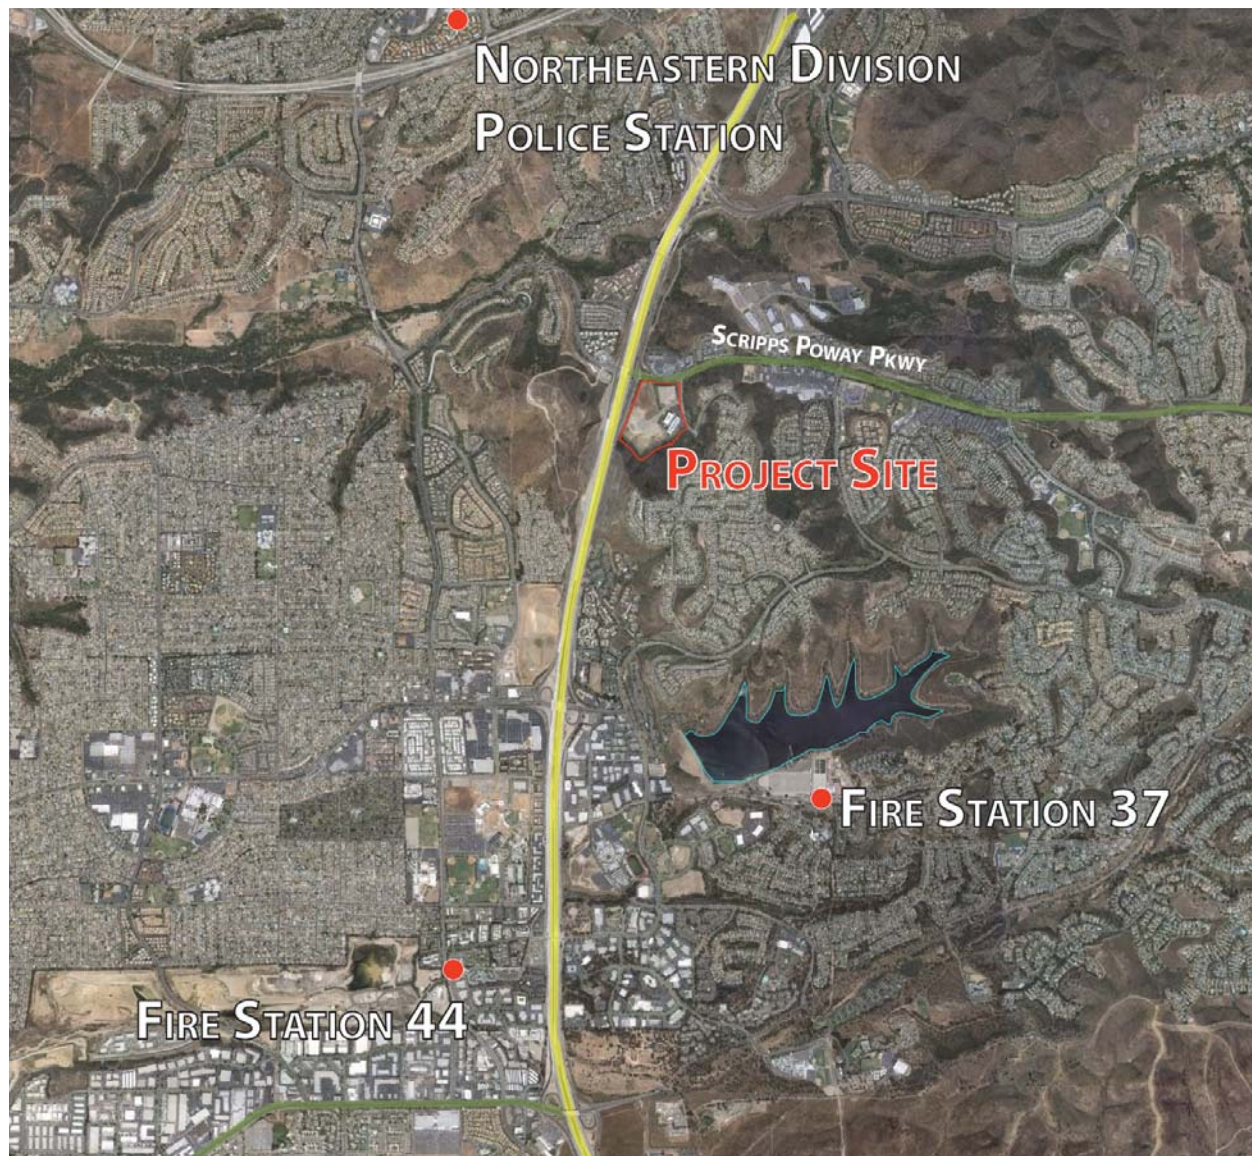 Northeastern Division
Police Station
Scripps Poway Pkwy
Project Site
Fire Station 37
Fire Station 44